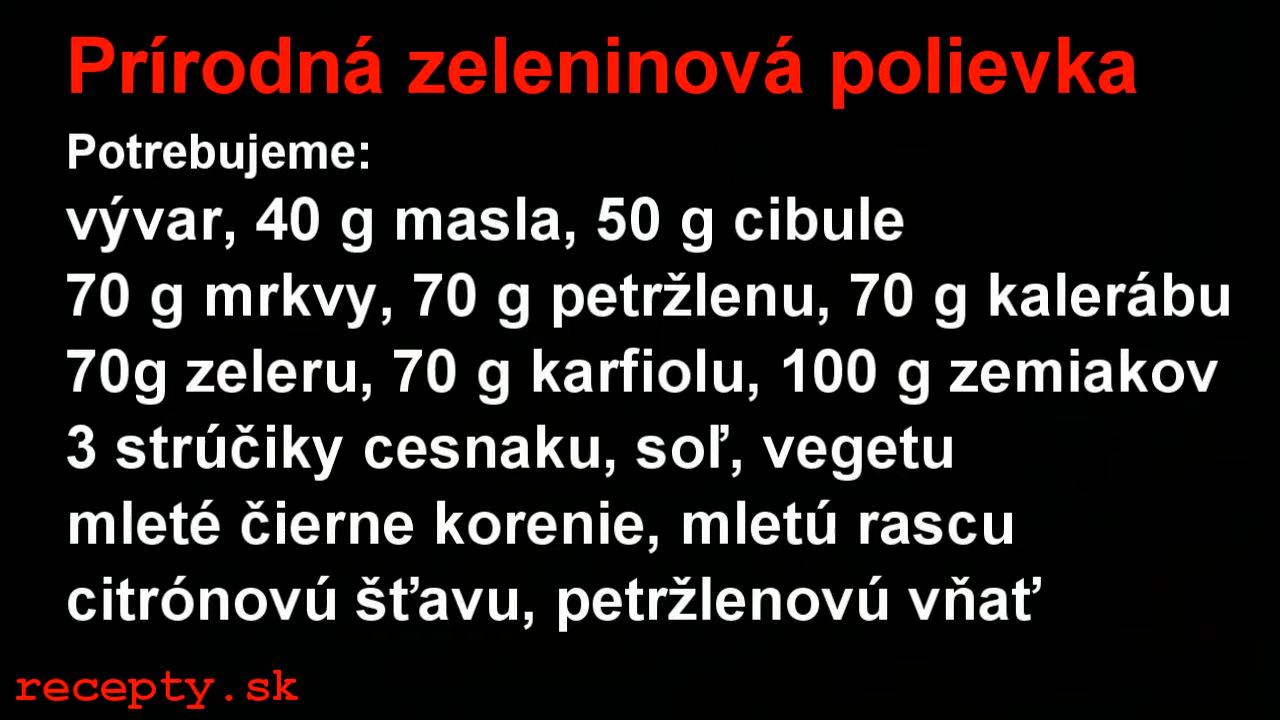 Prírodná zeleninová polievka
Potrebujeme:
vývar, 40 g masla, 50 g cibule
70 g mrkvy, 70 g petržlenu, 70 g kalerábu
70g zeleru, 70 g karfiolu, 100 g zemiakov
3 strúčiky cesnaku, soľ, vegetu
mleté čierne korenie, mletú rascu
citrónovú šťavu, petržlenovú vňať
recepty.sk